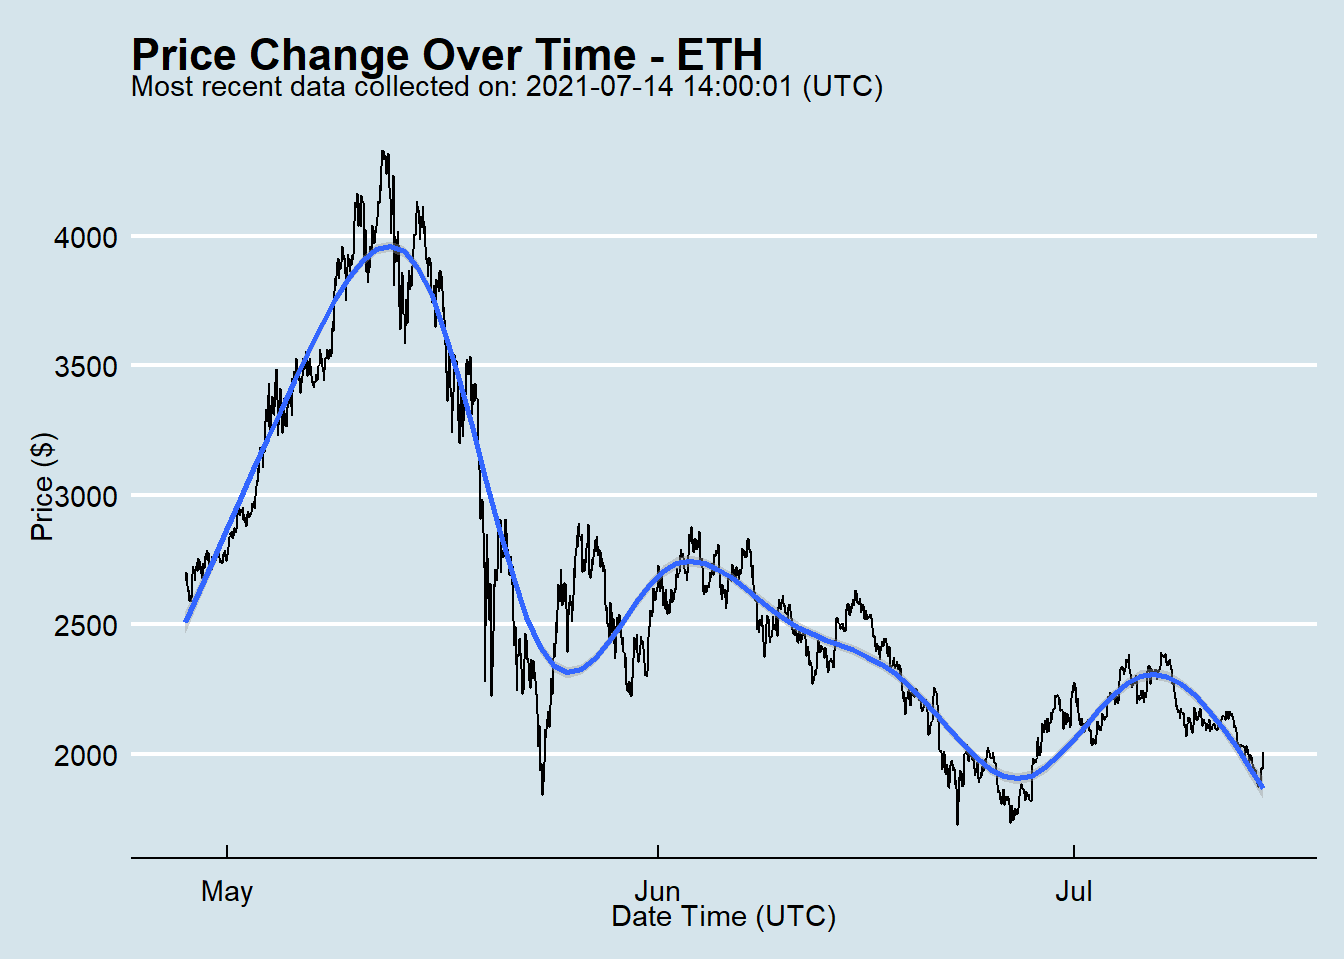 Price Change Over Time - ETH
Most recent data collected on: 2021-07-14 14:00:01 (UTC)
4000
3500
3000
2500
2000
Price ($)
May
Jun
Jul
Date Time (UTC)